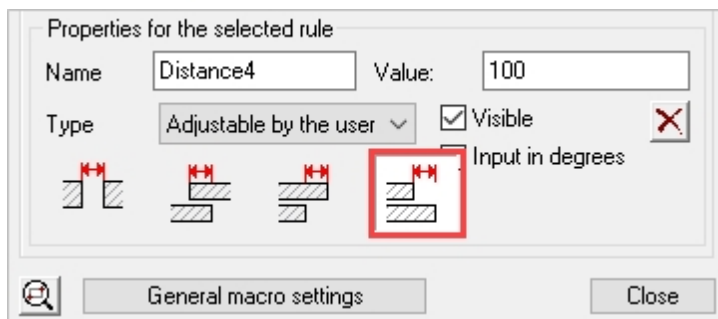 Properties for the selected rule
Name Distance4 Value: 100
Type Adjustable by the user Visible
Input in degrees
General macro settings Close